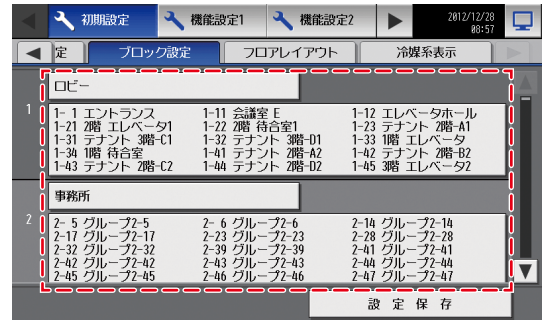 初期設定 機能設定1 機能設定2 2012/12/28
08:57
定 ブロック設定 フロアレイアウト 冷媒系表示
ロビー
1
1- 1 エントランス 1-11 会議室 E 1-12 エレベータホール
1-21 2階 エレベータ1 1-22 2階 待合室1 1-23 テナント 2階-A1
1-31 テナント 3階-C1 1-32 テナント 3階-D1 1-33 1階 エレベータ
1-34 1階 待合室 1-41 テナント 2階-A2 1-42 テナント 2階-B2
1-43 テナント 2階-C2 1-44 テナント 2階-D2 1-45 3階 エレベータ2
事務所
2
2- 5 グループ2-5 2- 6 グループ2-6 2-14 グループ2-14
2-17 グループ2-17 2-23 グループ2-23 2-28 グループ2-28
2-32 グループ2-32 2-39 グループ2-39 2-41 グループ2-41
2-42 グループ2-42 2-43 グループ2-43 2-44 グループ2-44
2-45 グループ2-45 2-46 グループ2-46 2-47 グループ2-47
設 定 保 存